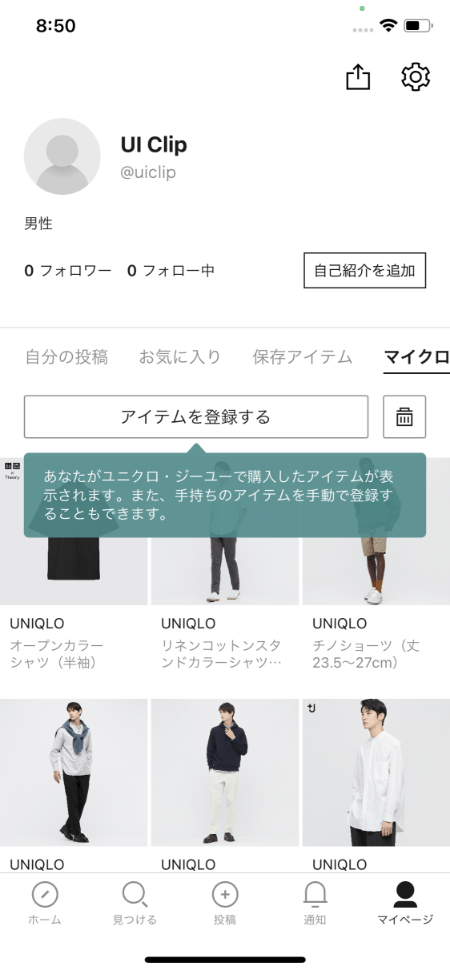 8:50
UI Clip
@uiclip
男性
0 フォロワー 0 フォロー中
自己紹介を追加
自分の投稿 お気に入り 保存アイテム マイクロ
アイテムを登録する
あなたがユニクロ・ジーユーで購入したアイテムが表
示されます。また、手持ちのアイテムを手動で登録す
ることもできます。
Theory
UNIQLO UNIQLO UNIQLO
オープンカラー
シャツ（半袖）
リネンコットンスタ
ンドカラーシャツ…
チノショーツ（丈
23.5〜27cm）
+J
UNIQLO UNIQLO UNIQLO
ホーム 見つける 投稿 通知 マイページ